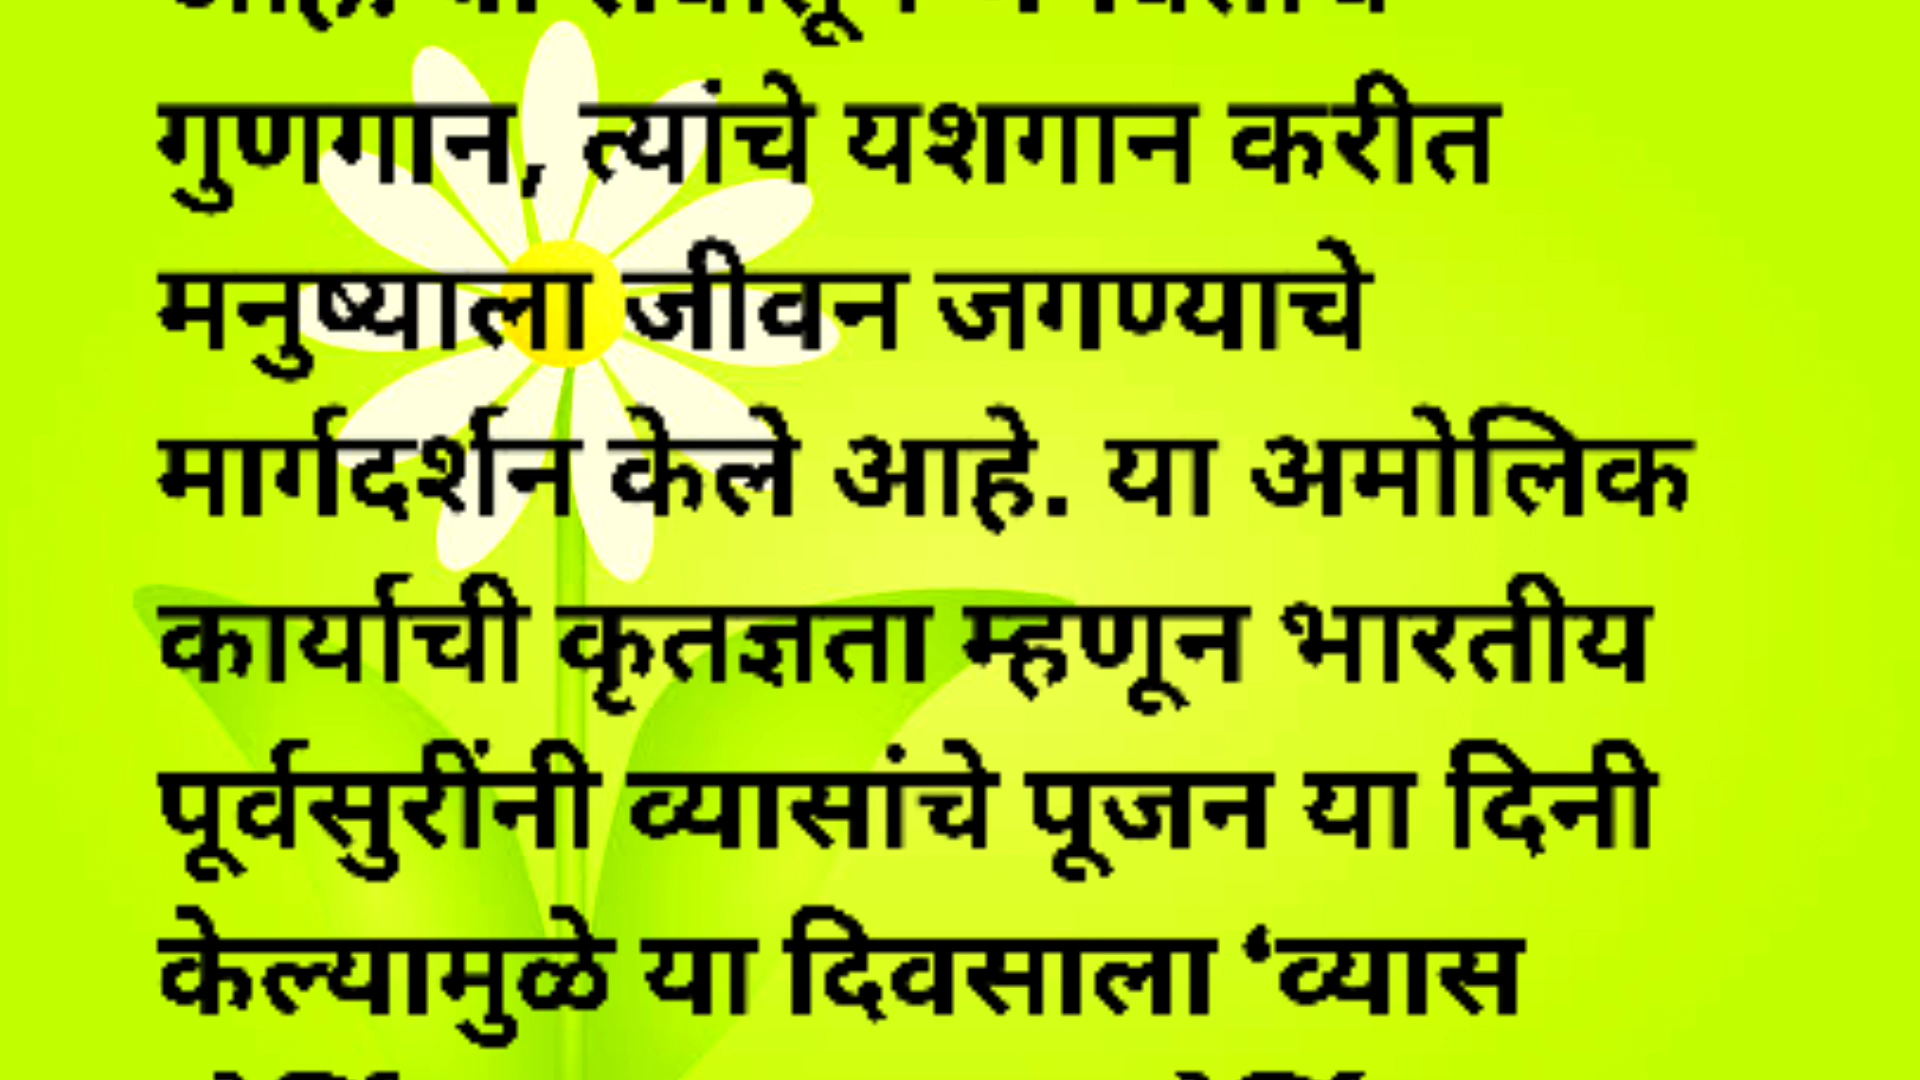 गुणगान, त्यांचे यशगान करीत
मनुष्याला जीवन जगण्याचे
मार्गदर्शन केले आहे. या अमोलिक
कार्याची कृतज्ञता म्हणून भारतीय
पूर्वसुरींनी व्यासांचे पूजन या दिनी
केल्यामुळे या दिवसाला ‘व्यास